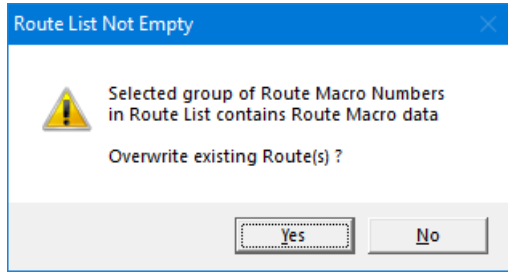 Route List Not Empty
Selected group of Route Macro Numbers
in Route List contains Route Macro data
Overwrite existing Route(s) ?
Yes
No